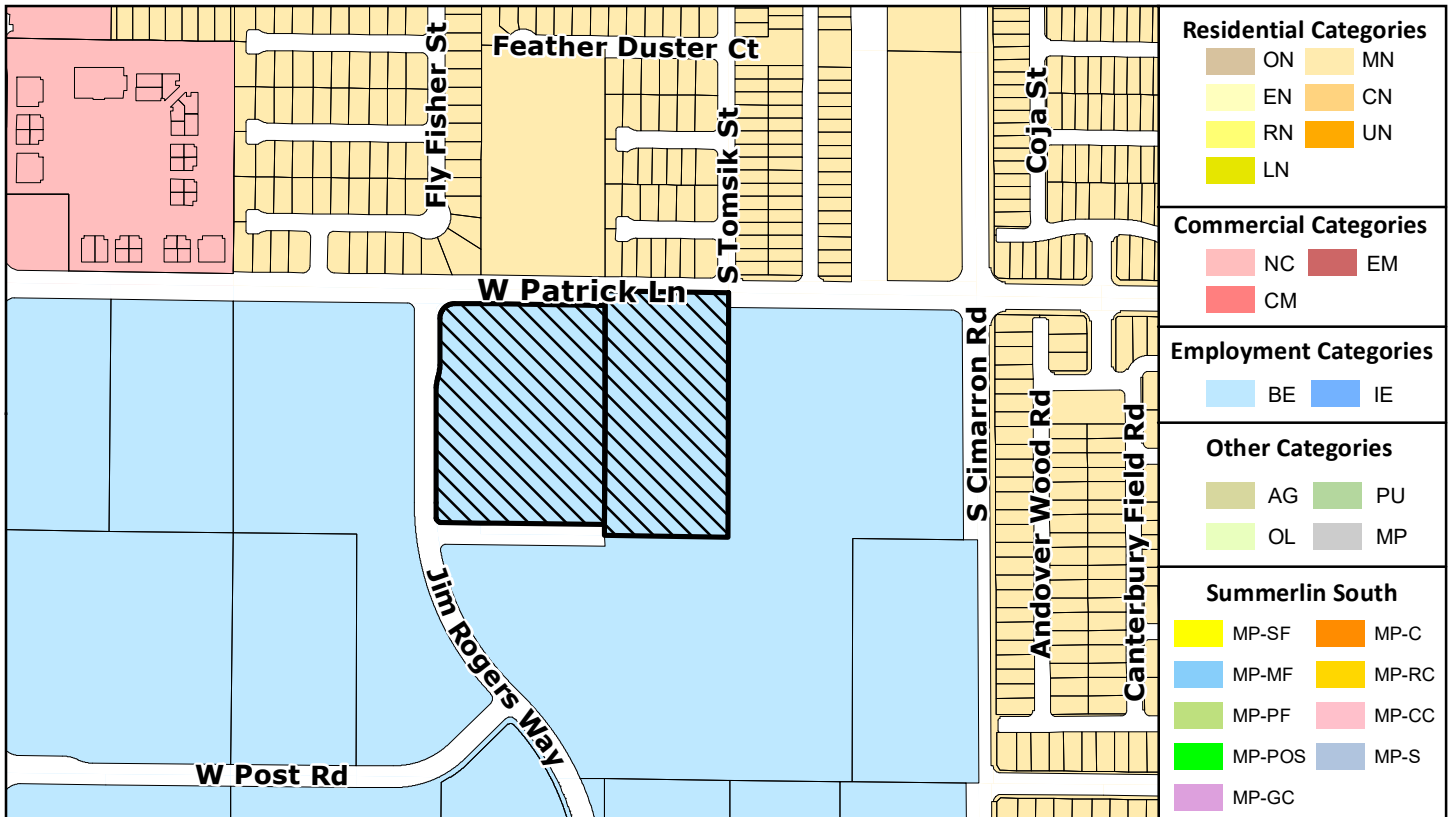 Feather Duster Ct
Fly Fisher St
S Tomsik St
Coja St
W Patrick Ln
S Cimarron Rd
Andover Wood Rd
Canterbury Field Rd
Jim Rogers Way
W Post Rd
Residential Categories
ON MN
EN CN
RN UN
LN
Commercial Categories
NC EM
CM
Employment Categories
BE IE
Other Categories
AG PU
OL MP
Summerlin South
MP-SF MP-C
MP-MF MP-RC
MP-PF MP-CC
MP-POS MP-S
MP-GC